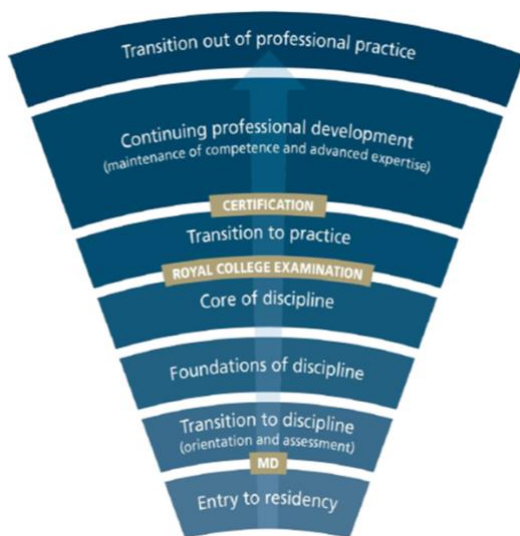 Transition out of professional practice
Continuing professional development
(maintenance of competence and advanced expertise)
CERTIFICATION
Transition to practice
ROYAL COLLEGE EXAMINATION
Core of discipline
Foundations of discipline
Transition to discipline
(orientation and assessment)
MD
Entry to residency